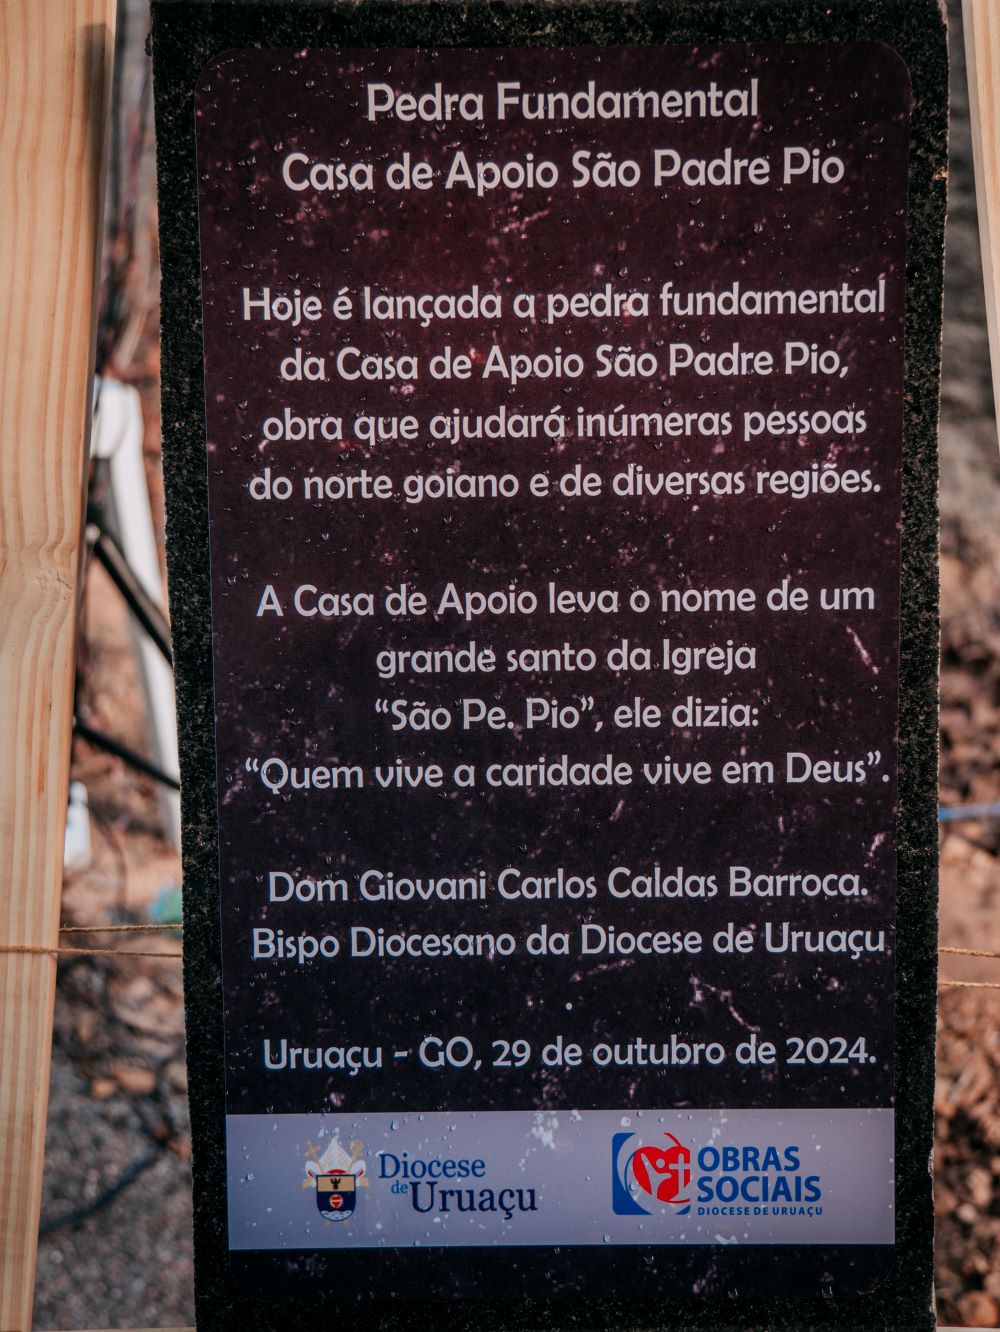 Pedra Fundamental
Casa de Apoio São Padre Pio
Hoje é lançada a pedra fundamental
da Casa de Apoio São Padre Pio,
obra que ajudará inúmeras pessoas
do norte goiano e de diversas regiões.
A Casa de Apoio leva o nome de um
grande santo da Igreja
“São Pe. Pio”, ele dizia:
“Quem vive a caridade vive em Deus”.
Dom Giovani Carlos Caldas Barroca.
Bispo Diocesano da Diocese de Uruaçu
.
Uruaçu - GO, 29 de outubro de 2024.
Diocese
de Uruaçu
OBRAS
SOCIAIS
DIOCESE DE URUAÇU